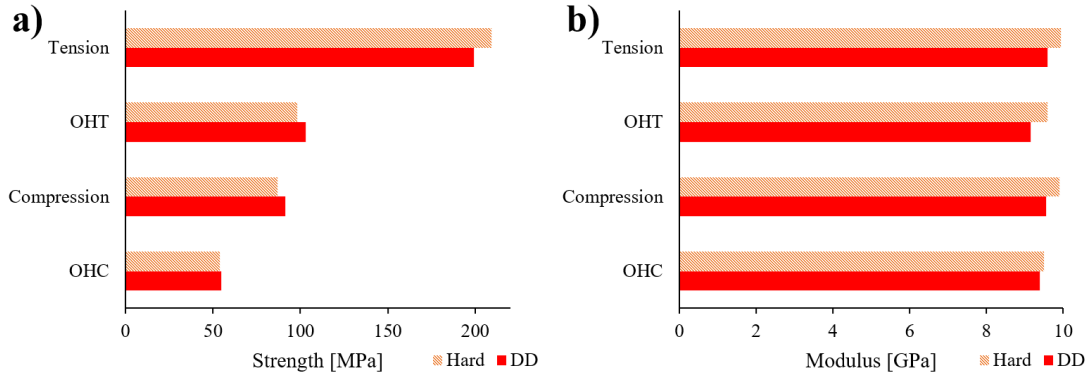 a)
Tension
OHT
Compression
OHC
0 50 100 150 200
Strength [MPa]
Hard DD
b)
Tension
OHT
Compression
OHC
0 2 4 6 8 10
Modulus [GPa]
Hard DD